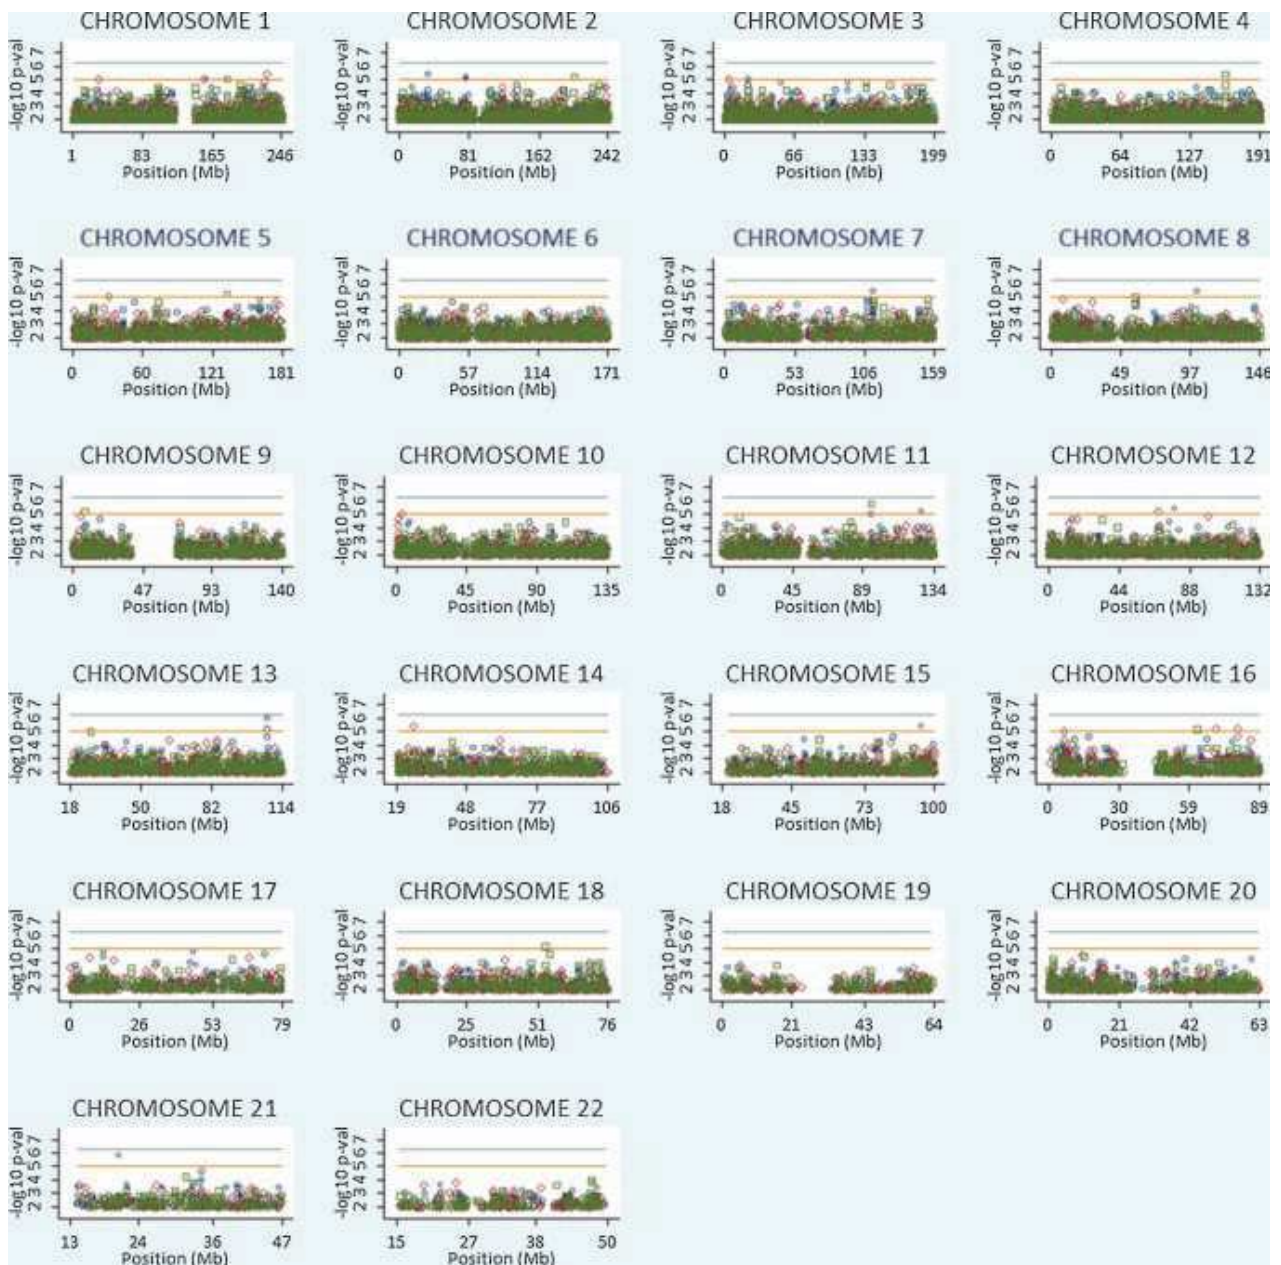 CHROMOSOME 1 CHROMOSOME 2 CHROMOSOME 3 CHROMOSOME 4
-log10 p-val 2 3 4 5 6 7 -log10 p-val 2 3 4 5 6 7 -log10 p-val 2 3 4 5 6 7 -log10 p-val 2 3 4 5 6 7
1 83 165 246 0 81 162 242 0 66 133 199 0 64 127 191
Position (Mb) Position (Mb) Position (Mb) Position (Mb)
CHROMOSOME 5 CHROMOSOME 6 CHROMOSOME 7 CHROMOSOME 8
-log10 p-val 2 3 4 5 6 7 -log10 p-val 2 3 4 5 6 7 -log10 p-val 2 3 4 5 6 7 -log10 p-val 2 3 4 5 6 7
0 60 121 181 0 57 114 171 0 53 106 159 0 49 97 146
Position (Mb) Position (Mb) Position (Mb) Position (Mb)
CHROMOSOME 9 CHROMOSOME 10 CHROMOSOME 11 CHROMOSOME 12
-log10 p-val 2 3 4 5 6 7 -log10 p-val 2 3 4 5 6 7 -log10 p-val 2 3 4 5 6 7 -log10 p-val 2 3 4 5 6 7
0 47 93 140 0 45 90 135 0 45 89 134 0 44 88 132
Position (Mb) Position (Mb) Position (Mb) Position (Mb)
CHROMOSOME 13 CHROMOSOME 14 CHROMOSOME 15 CHROMOSOME 16
-log10 p-val 2 3 4 5 6 7 -log10 p-val 2 3 4 5 6 7 -log10 p-val 2 3 4 5 6 7 -log10 p-val 2 3 4 5 6 7
18 50 82 114 19 48 77 106 18 45 73 100 0 30 59 89
Position (Mb) Position (Mb) Position (Mb) Position (Mb)
CHROMOSOME 17 CHROMOSOME 18 CHROMOSOME 19 CHROMOSOME 20
-log10 p-val 2 3 4 5 6 7 -log10 p-val 2 3 4 5 6 7 -log10 p-val 2 3 4 5 6 7 -log10 p-val 2 3 4 5 6 7
0 26 53 79 0 25 51 76 0 21 43 64 0 21 42 63
Position (Mb) Position (Mb) Position (Mb) Position (Mb)
CHROMOSOME 21 CHROMOSOME 22
-log10 p-val 2 3 4 5 6 7 -log10 p-val 2 3 4 5 6 7
13 24 36 47 15 27 38 50
Position (Mb) Position (Mb)